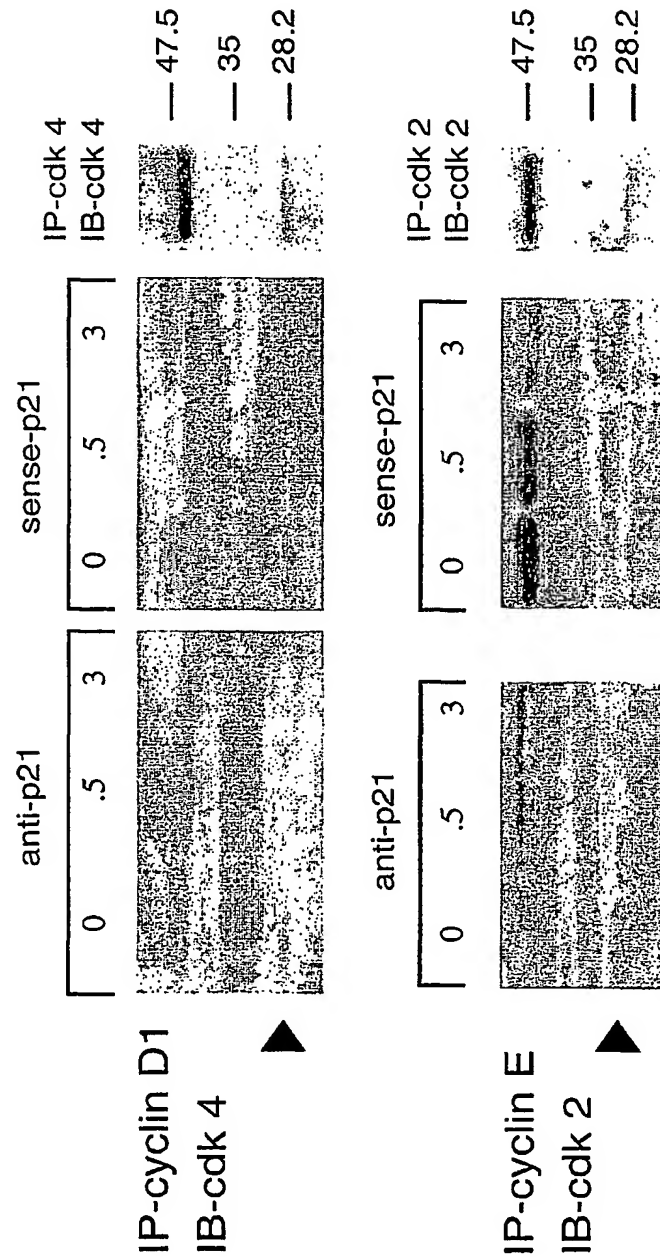 anti-p21
sense-p21
IP-cdk 4
IB-cdk 4
0 .5 3
0 .5 3
IP-cyclin D1
IB-cdk 4
47.5
35
28.2
anti-p21
sense-p21
IP-cdk 2
IB-cdk 2
0 .5 3
0 .5 3
IP-cyclin E
IB-cdk 2
47.5
35
28.2